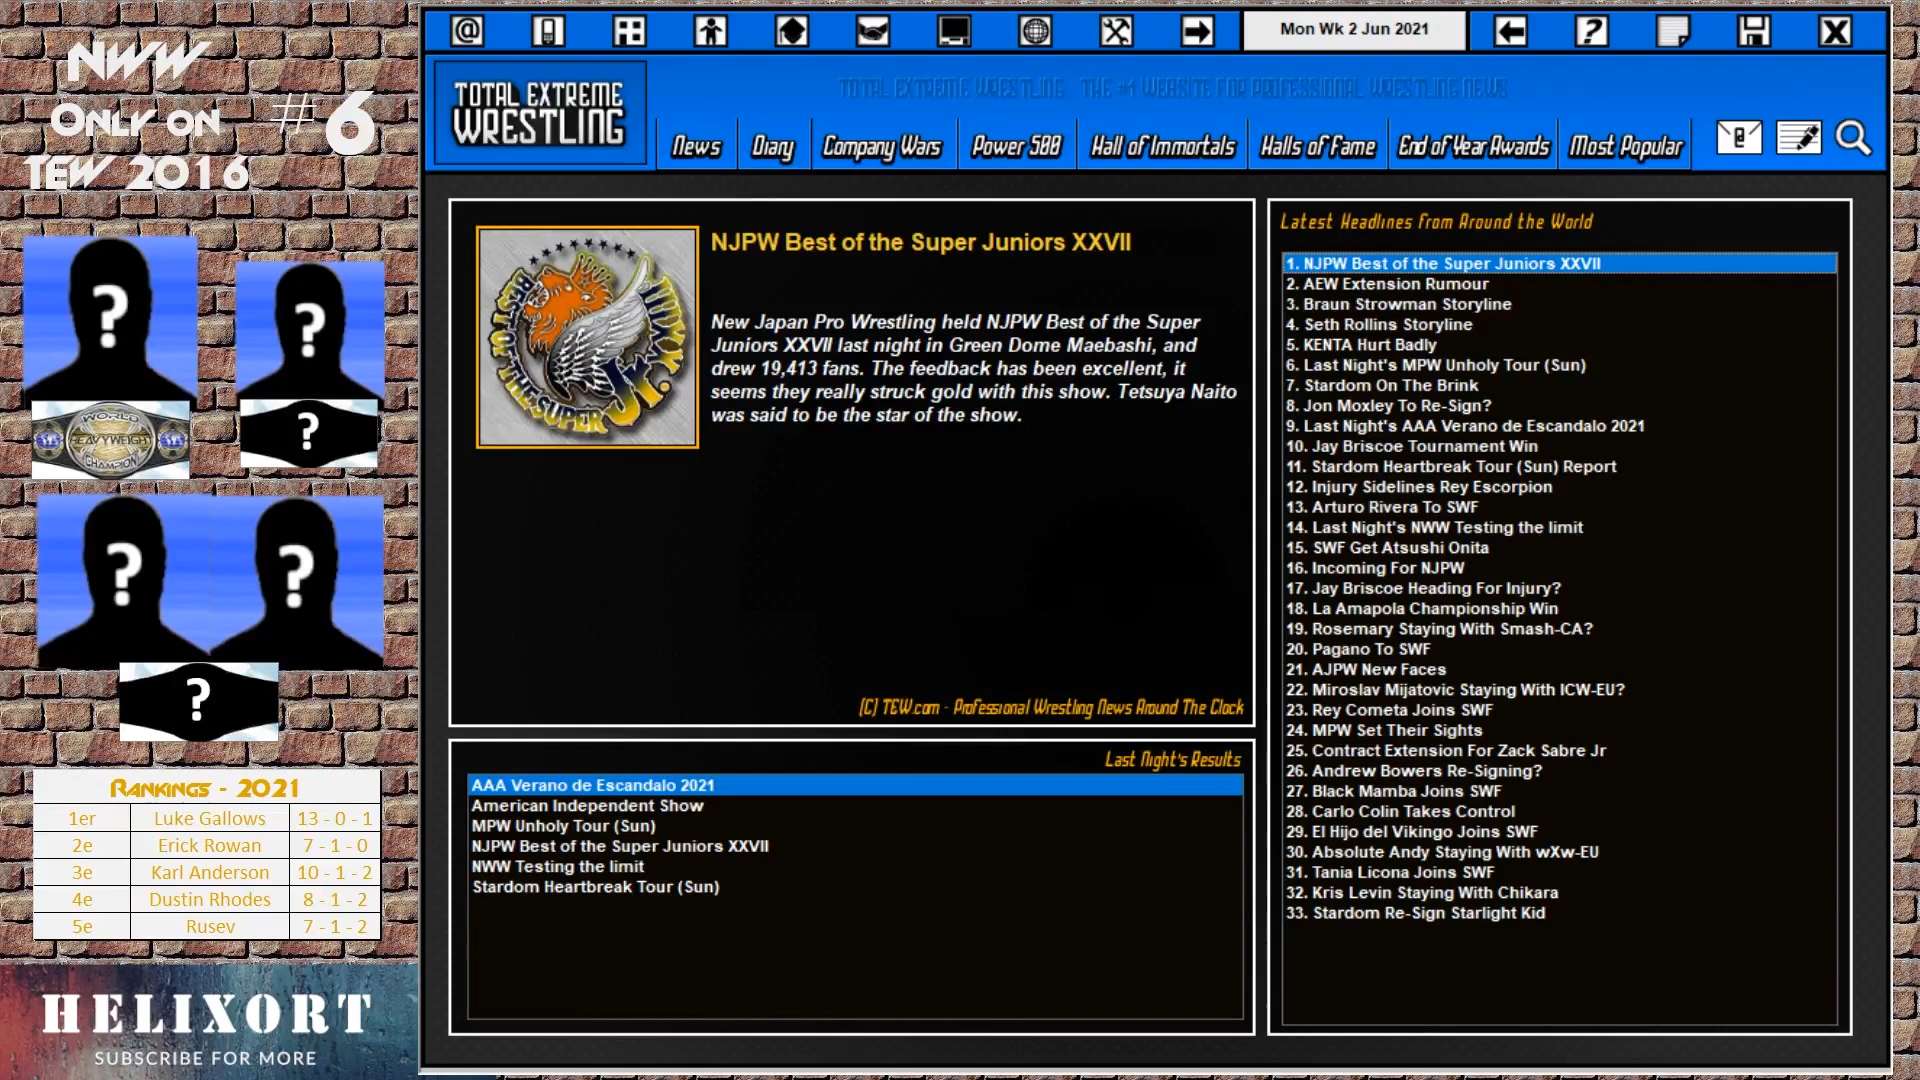 NWW
Only on
TEW 2016
#6
?
?
WORLD
HEAVYWEIGHT
CHAMPION
?
?
?
?
Rankings - 2021
1er Luke Gallows 13 - 0 - 1
2e Erick Rowan 7 - 1 - 0
3e Karl Anderson 10 - 1 - 2
4e Dustin Rhodes 8 - 1 - 2
5e Rusev 7 - 1 - 2
HELIXORT
SUBSCRIBE FOR MORE
Mon Wk 2 Jun 2021
TOTAL EXTREME
WRESTLING
TOTAL EXTREME WRESTLING THE #1 WEBSITE FOR PROFESSIONAL WRESTLING NEWS
News Diary Company Wars Power 500 Hall of Immortals Halls of Fame End of Year Awards Most Popular
BEST OF THE SUPER JR.
NJPW Best of the Super Juniors XXVII
New Japan Pro Wrestling held NJPW Best of the Super
Juniors XXVII last night in Green Dome Maebashi, and
drew 19,413 fans. The feedback has been excellent, it
seems they really struck gold with this show. Tetsuya Naito
was said to be the star of the show.
(C) TEW.com - Professional Wrestling News Around The Clock
Last Night's Results
AAA Verano de Escandalo 2021
American Independent Show
MPW Unholy Tour (Sun)
NJPW Best of the Super Juniors XXVII
NWW Testing the limit
Stardom Heartbreak Tour (Sun)
Latest Headlines From Around the World
1. NJPW Best of the Super Juniors XXVII
2. AEW Extension Rumour
3. Braun Strowman Storyline
4. Seth Rollins Storyline
5. KENTA Hurt Badly
6. Last Night's MPW Unholy Tour (Sun)
7. Stardom On The Brink
8. Jon Moxley To Re-Sign?
9. Last Night's AAA Verano de Escandalo 2021
10. Jay Briscoe Tournament Win
11. Stardom Heartbreak Tour (Sun) Report
12. Injury Sidelines Rey Escorpion
13. Arturo Rivera To SWF
14. Last Night's NWW Testing the limit
15. SWF Get Atsushi Onita
16. Incoming For NJPW
17. Jay Briscoe Heading For Injury?
18. La Amapola Championship Win
19. Rosemary Staying With Smash-CA?
20. Pagano To SWF
21. AJPW New Faces
22. Miroslav Mijatovic Staying With ICW-EU?
23. Rey Cometa Joins SWF
24. MPW Set Their Sights
25. Contract Extension For Zack Sabre Jr
26. Andrew Bowers Re-Signing?
27. Black Mamba Joins SWF
28. Carlo Colin Takes Control
29. El Hijo del Vikingo Joins SWF
30. Absolute Andy Staying With wXw-EU
31. Tania Licona Joins SWF
32. Kris Levin Staying With Chikara
33. Stardom Re-Sign Starlight Kid